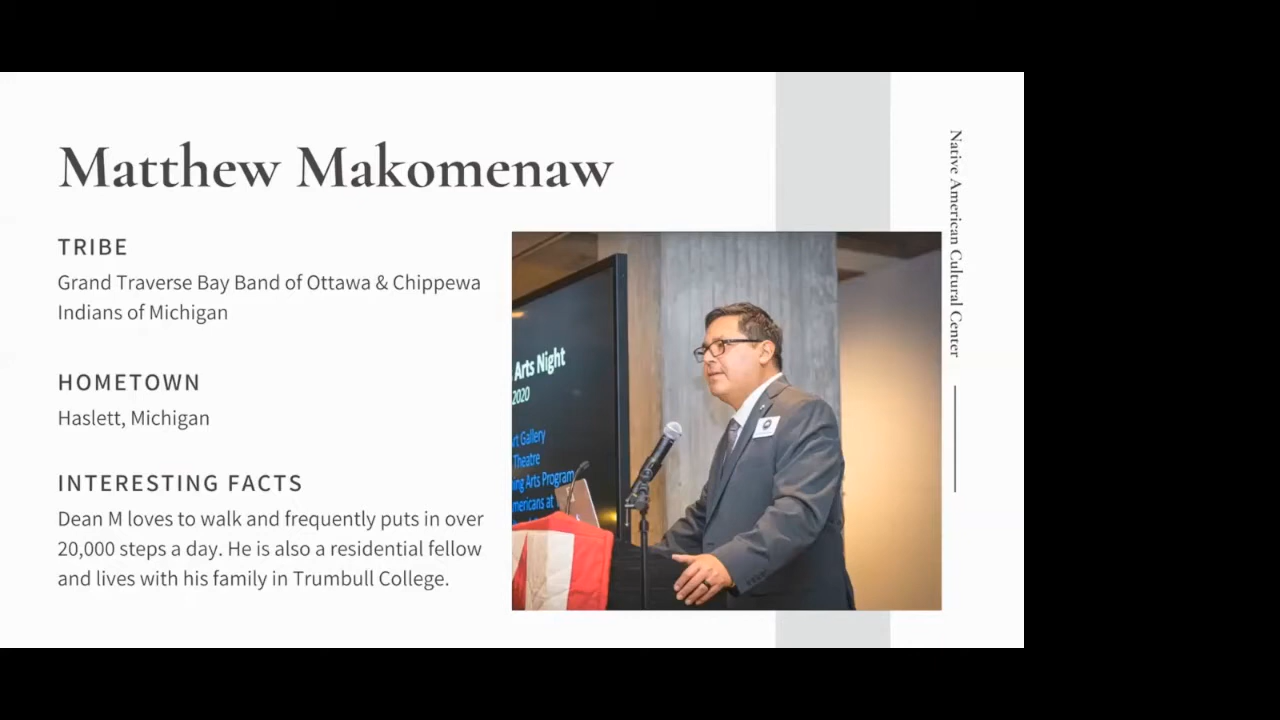 Matthew Makomenaw
TRIBE
Grand Traverse Bay Band of Ottawa & Chippewa
Indians of Michigan
HOMETOWN
Haslett, Michigan
INTERESTING FACTS
Dean M loves to walk and frequently puts in over
20,000 steps a day. He is also a residential fellow
and lives with his family in Trumbull College.
Arts Night
2020
Gallery
Theatre
Arts Program
at
Native American Cultural Center